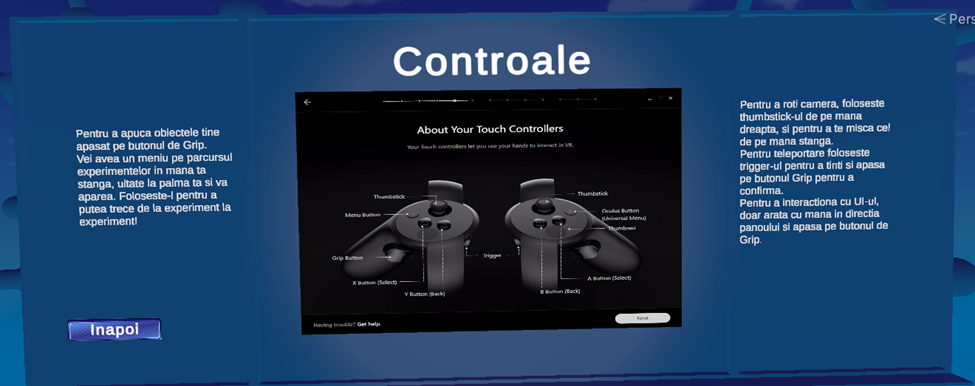 Pers
Controale
Pentru a apuca obiectele tine
apasat pe butonul de Grip.
Vei avea un meniu pe parcursul
experimentelor in mana ta
stanga, uitate la palma ta si va
aparea. Foloseste-l pentru a
putea trece de la experiment la
experiment!
Inapoi
About Your Touch Controllers
Your Touch controllers let you use your hands to interact in VR.
Thumbstick
Thumbstick
Menu Button
Oculus Button
(Universal Menu)
Thumbrest
Grip Button
Trigger
X Button (Select)
A Button (Select)
Y Button (Back)
B Button (Back)
Having trouble? Get help.
Next
Pentru a roti camera, foloseste
thumbstick-ul de pe mana
dreapta, si pentru a te misca cel
de pe mana stanga.
Pentru teleportare foloseste
trigger-ul pentru a tinti si apasa
pe butonul Grip pentru a
confirma.
Pentru a interactiona cu UI-ul,
doar arata cu mana in directia
panoului si apasa pe butonul de
Grip.